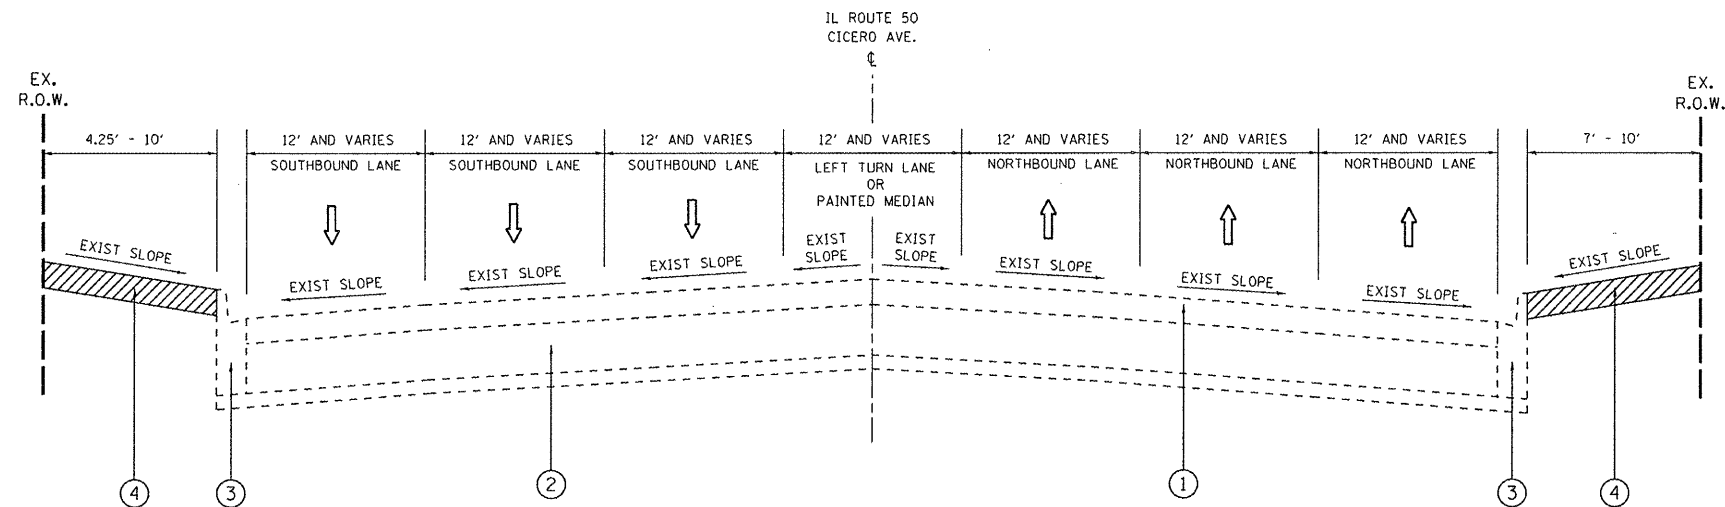 IL ROUTE 50
CICERO AVE.
℄
EX.
R.O.W.
EX.
R.O.W.
4.25' - 10'
12' AND VARIES
SOUTHBOUND LANE
12' AND VARIES
SOUTHBOUND LANE
12' AND VARIES
SOUTHBOUND LANE
12' AND VARIES
LEFT TURN LANE
OR
PAINTED MEDIAN
12' AND VARIES
NORTHBOUND LANE
12' AND VARIES
NORTHBOUND LANE
12' AND VARIES
NORTHBOUND LANE
7' - 10'
EXIST SLOPE
EXIST SLOPE
EXIST SLOPE
EXIST SLOPE
EXIST
SLOPE
EXIST
SLOPE
EXIST SLOPE
EXIST SLOPE
EXIST SLOPE
EXIST SLOPE
4
3
2
1
3
4